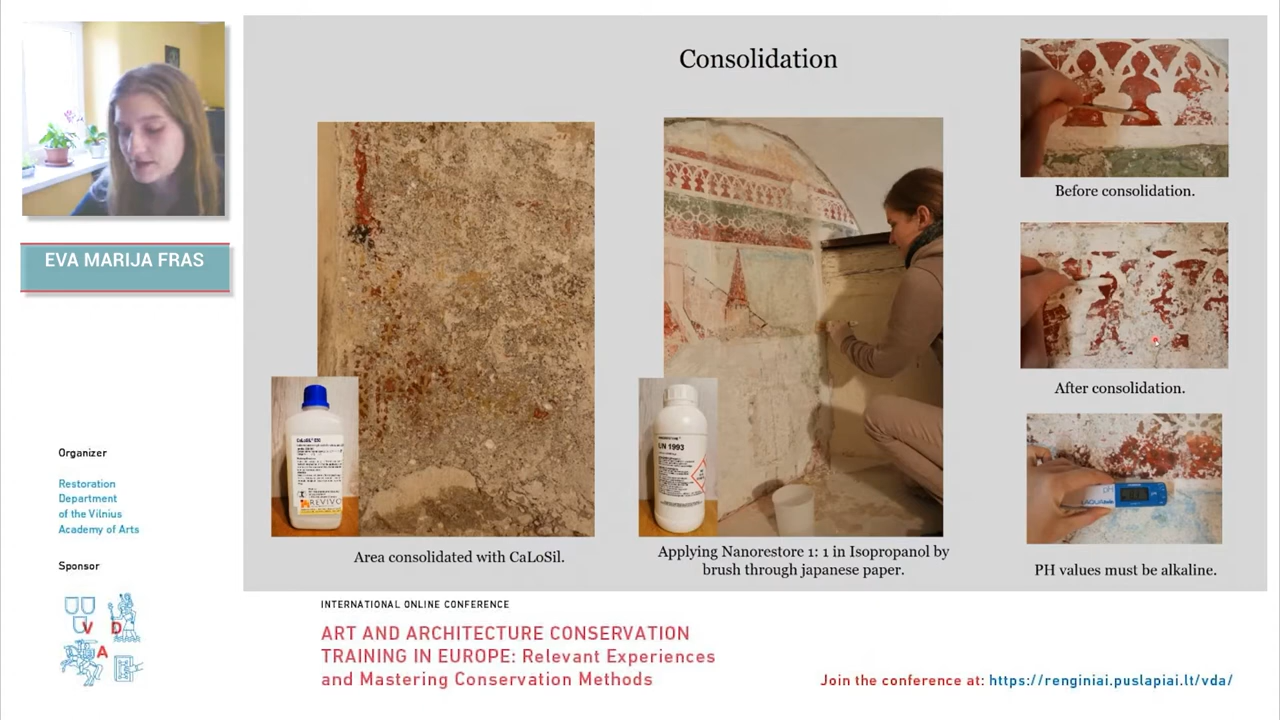 Consolidation
Before consolidation.
After consolidation.
PH values must be alkaline.
Area consolidated with CaLoSil.
Applying Nanorestore 1: 1 in Isopropanol by
brush through japanese paper.
REVIVO
UN 1993
EVA MARIJA FRAS
Organizer
Restoration
Department
of the Vilnius
Academy of Arts
Sponsor
V D
A
INTERNATIONAL ONLINE CONFERENCE
ART AND ARCHITECTURE CONSERVATION
TRAINING IN EUROPE: Relevant Experiences
and Mastering Conservation Methods
Join the conference at: https://renginiai.puslapiai.lt/vda/